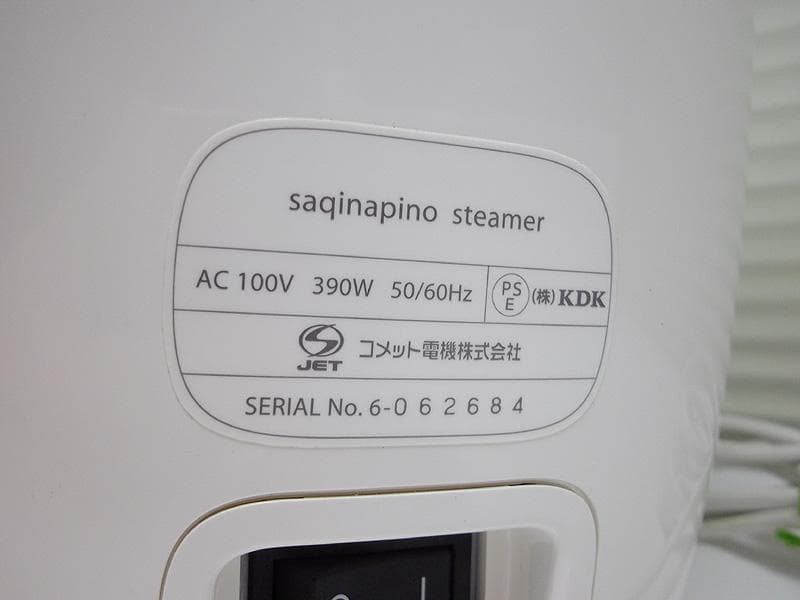 saqinapino steamer
AC 100V 390W 50/60Hz PSE (株)KDK
JET コメット電機株式会社
SERIAL No. 6-062684